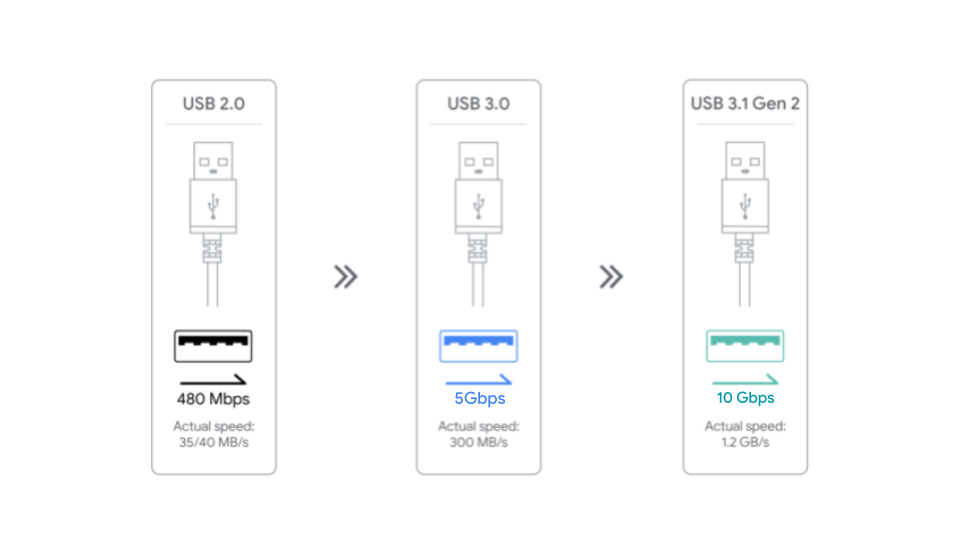 USB 2.0
480 Mbps
Actual speed:
35/40 MB/s
USB 3.0
5Gbps
Actual speed:
300 MB/s
USB 3.1 Gen 2
10 Gbps
Actual speed:
1.2 GB/s